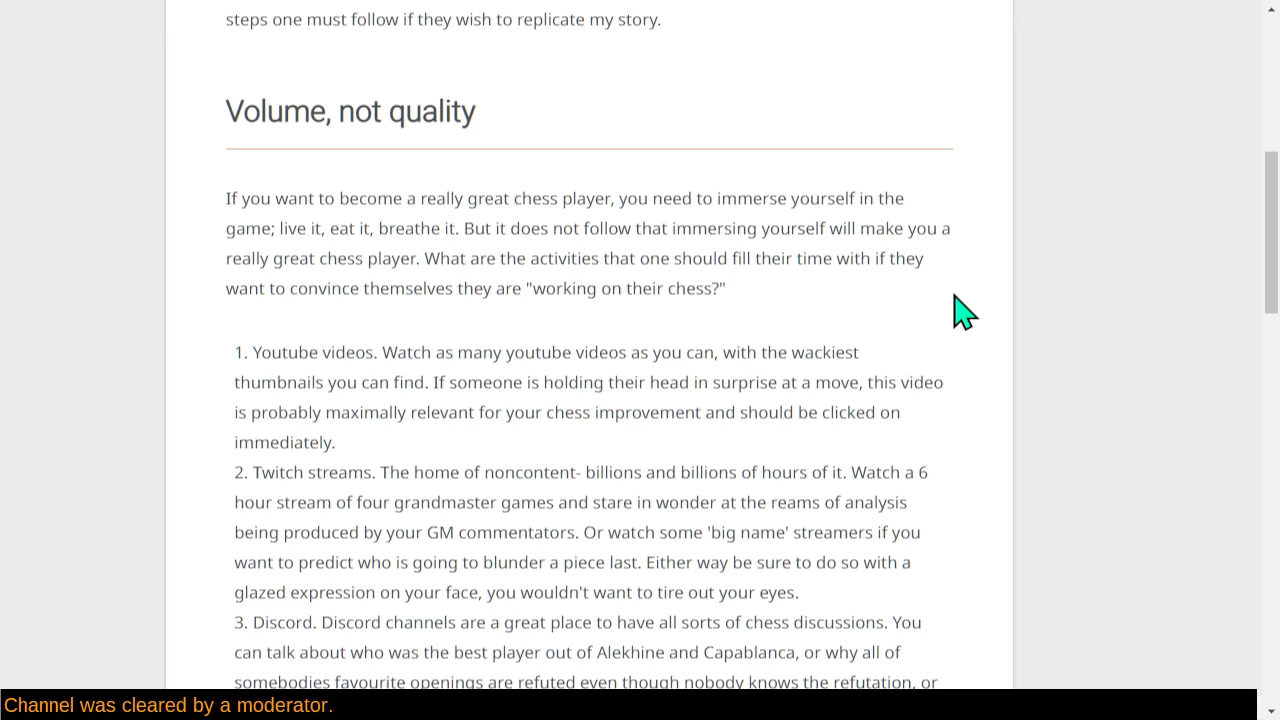 steps one must follow if they wish to replicate my story.
Volume, not quality
If you want to become a really great chess player, you need to immerse yourself in the
game; live it, eat it, breathe it. But it does not follow that immersing yourself will make you a
really great chess player. What are the activities that one should fill their time with if they
want to convince themselves they are "working on their chess?"
1. Youtube videos. Watch as many youtube videos as you can, with the wackiest
thumbnails you can find. If someone is holding their head in surprise at a move, this video
is probably maximally relevant for your chess improvement and should be clicked on
immediately.
2. Twitch streams. The home of noncontent- billions and billions of hours of it. Watch a 6
hour stream of four grandmaster games and stare in wonder at the reams of analysis
being produced by your GM commentators. Or watch some 'big name' streamers if you
want to predict who is going to blunder a piece last. Either way be sure to do so with a
glazed expression on your face, you wouldn't want to tire out your eyes.
3. Discord. Discord channels are a great place to have all sorts of chess discussions. You
can talk about who was the best player out of Alekhine and Capablanca, or why all of
somebodies favourite openings are refuted even though nobody knows the refutation, or
Channel was cleared by a moderator.